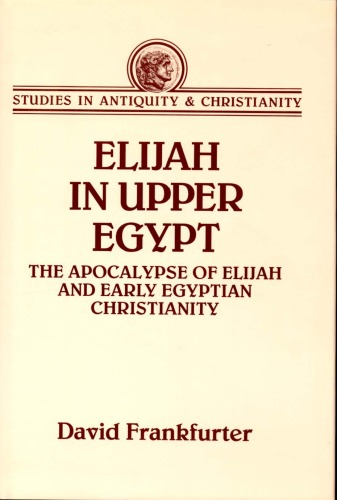 STUDIES IN ANTIQUITY & CHRISTIANITY
ELIJAH
IN UPPER
EGYPT
THE APOCALYPSE OF ELIJAH
AND EARLY EGYPTIAN
CHRISTIANITY
David Frankfurter